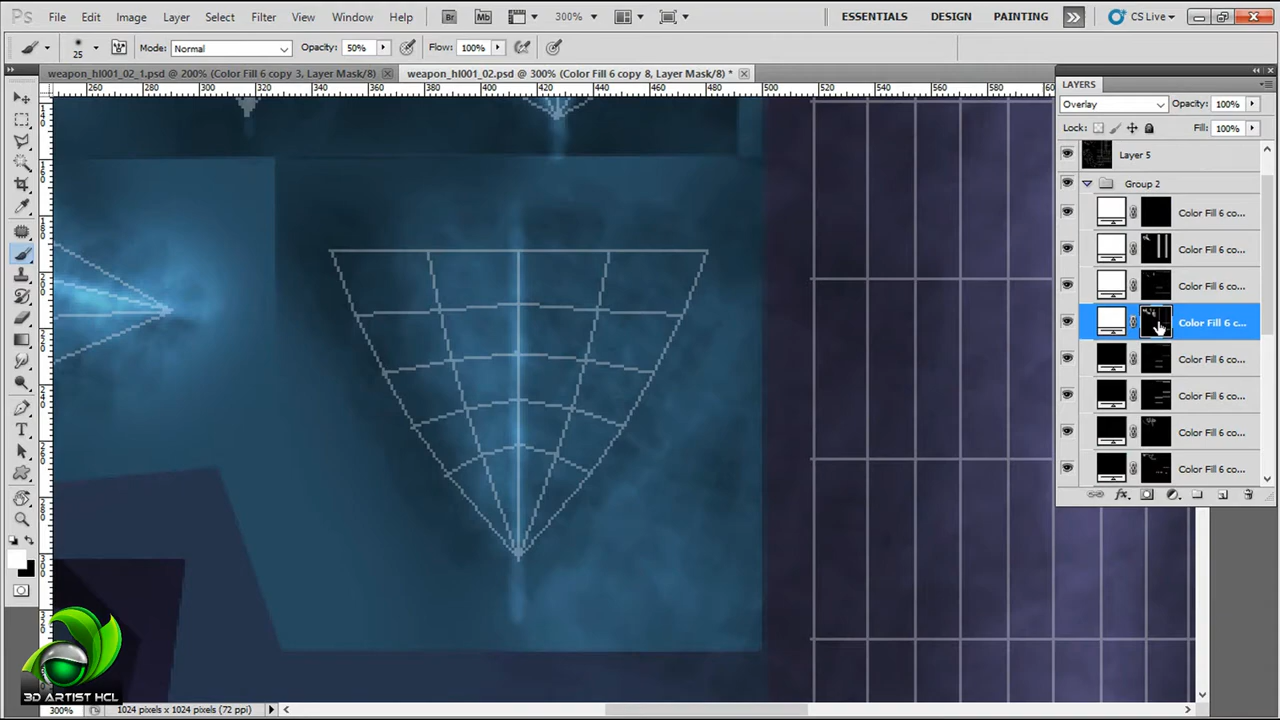 Ps File Edit Image Layer Select Filter View Window Help Br Mb 300% ESSENTIALS DESIGN PAINTING CS Live
25 Mode: Normal Opacity: 50% Flow: 100%
weapon_hl001_02_1.psd @ 200% (Color Fill 6 copy 3, Layer Mask/8) * weapon_hl001_02.psd @ 300% (Color Fill 6 copy 8, Layer Mask/8) *
260 280 300 320 340 360 380 400 420 440 460 480 500 520 540 560 580 600
LAYERS
Overlay Opacity: 100%
Lock: Fill: 100%
Layer 5
Group 2
Color Fill 6 co...
Color Fill 6 co...
Color Fill 6 co...
Color Fill 6 c...
Color Fill 6 co...
Color Fill 6 co...
Color Fill 6 co...
Color Fill 6 co...
3D ARTIST HCL
300% 1024 pixels x 1024 pixels (72 ppi)